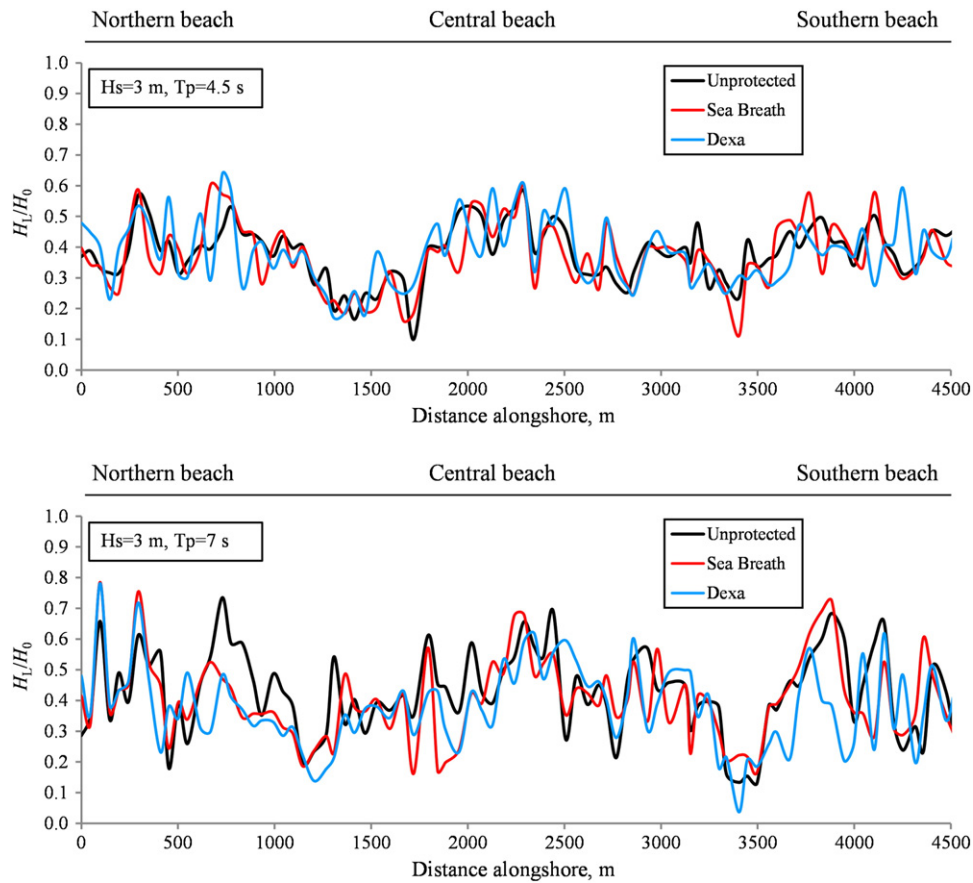 Northern beach Central beach Southern beach
1.0
0.9
0.8
0.7
0.6
0.5
0.4
0.3
0.2
0.1
0.0
HL/H0
Hs=3 m, Tp=4.5 s
Unprotected
Sea Breath
Dexa
0 500 1000 1500 2000 2500 3000 3500 4000 4500
Distance alongshore, m
Northern beach Central beach Southern beach
1.0
0.9
0.8
0.7
0.6
0.5
0.4
0.3
0.2
0.1
0.0
HL/H0
Hs=3 m, Tp=7 s
Unprotected
Sea Breath
Dexa
0 500 1000 1500 2000 2500 3000 3500 4000 4500
Distance alongshore, m